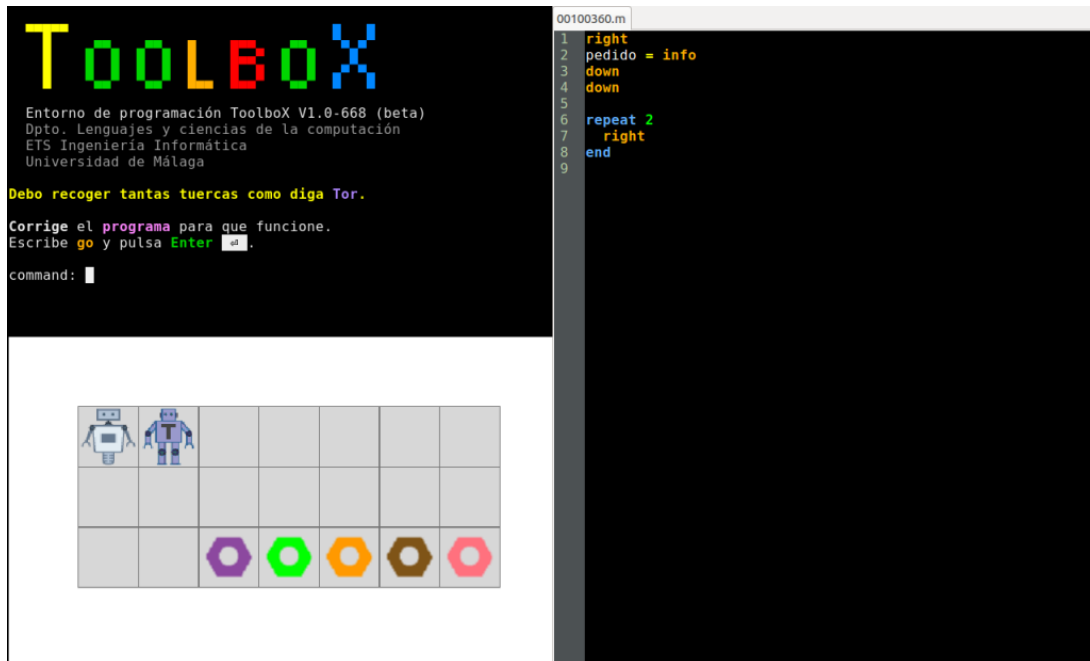 TOOLBOX
Entorno de programación ToolboX V1.0-668 (beta)
Dpto. Lenguajes y ciencias de la computación
ETS Ingeniería Informática
Universidad de Málaga
Debo recoger tantas tuercas como diga Tor.
Corrige el programa para que funcione.
Escribe go y pulsa Enter ⏎.
command:
T
00100360.m
1 right
2 pedido = info
3 down
4 down
5
6 repeat 2
7 right
8 end
9